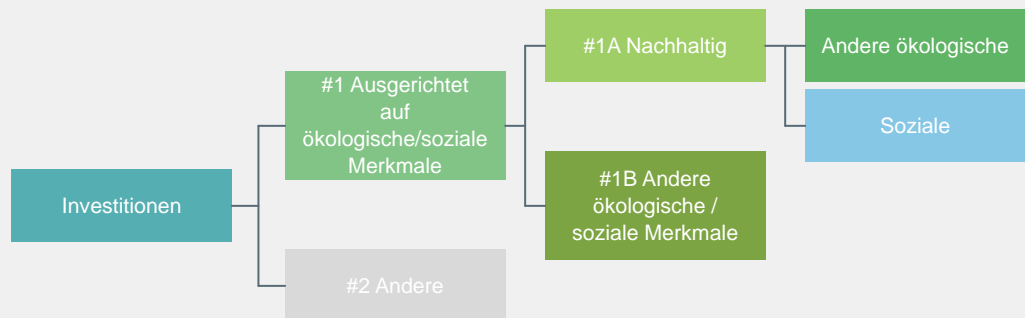 Investitionen
#1 Ausgerichtet
auf
ökologische/soziale
Merkmale
#2 Andere
#1A Nachhaltig
#1B Andere
ökologische /
soziale Merkmale
Andere ökologische
Soziale